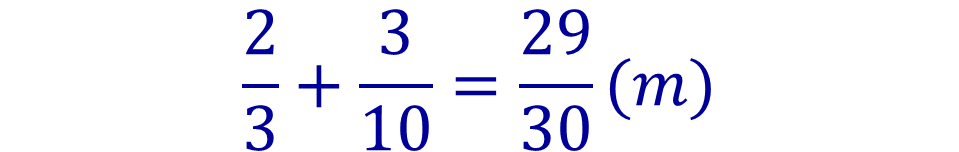 2/3 + 3/10 = 29/30 (m)